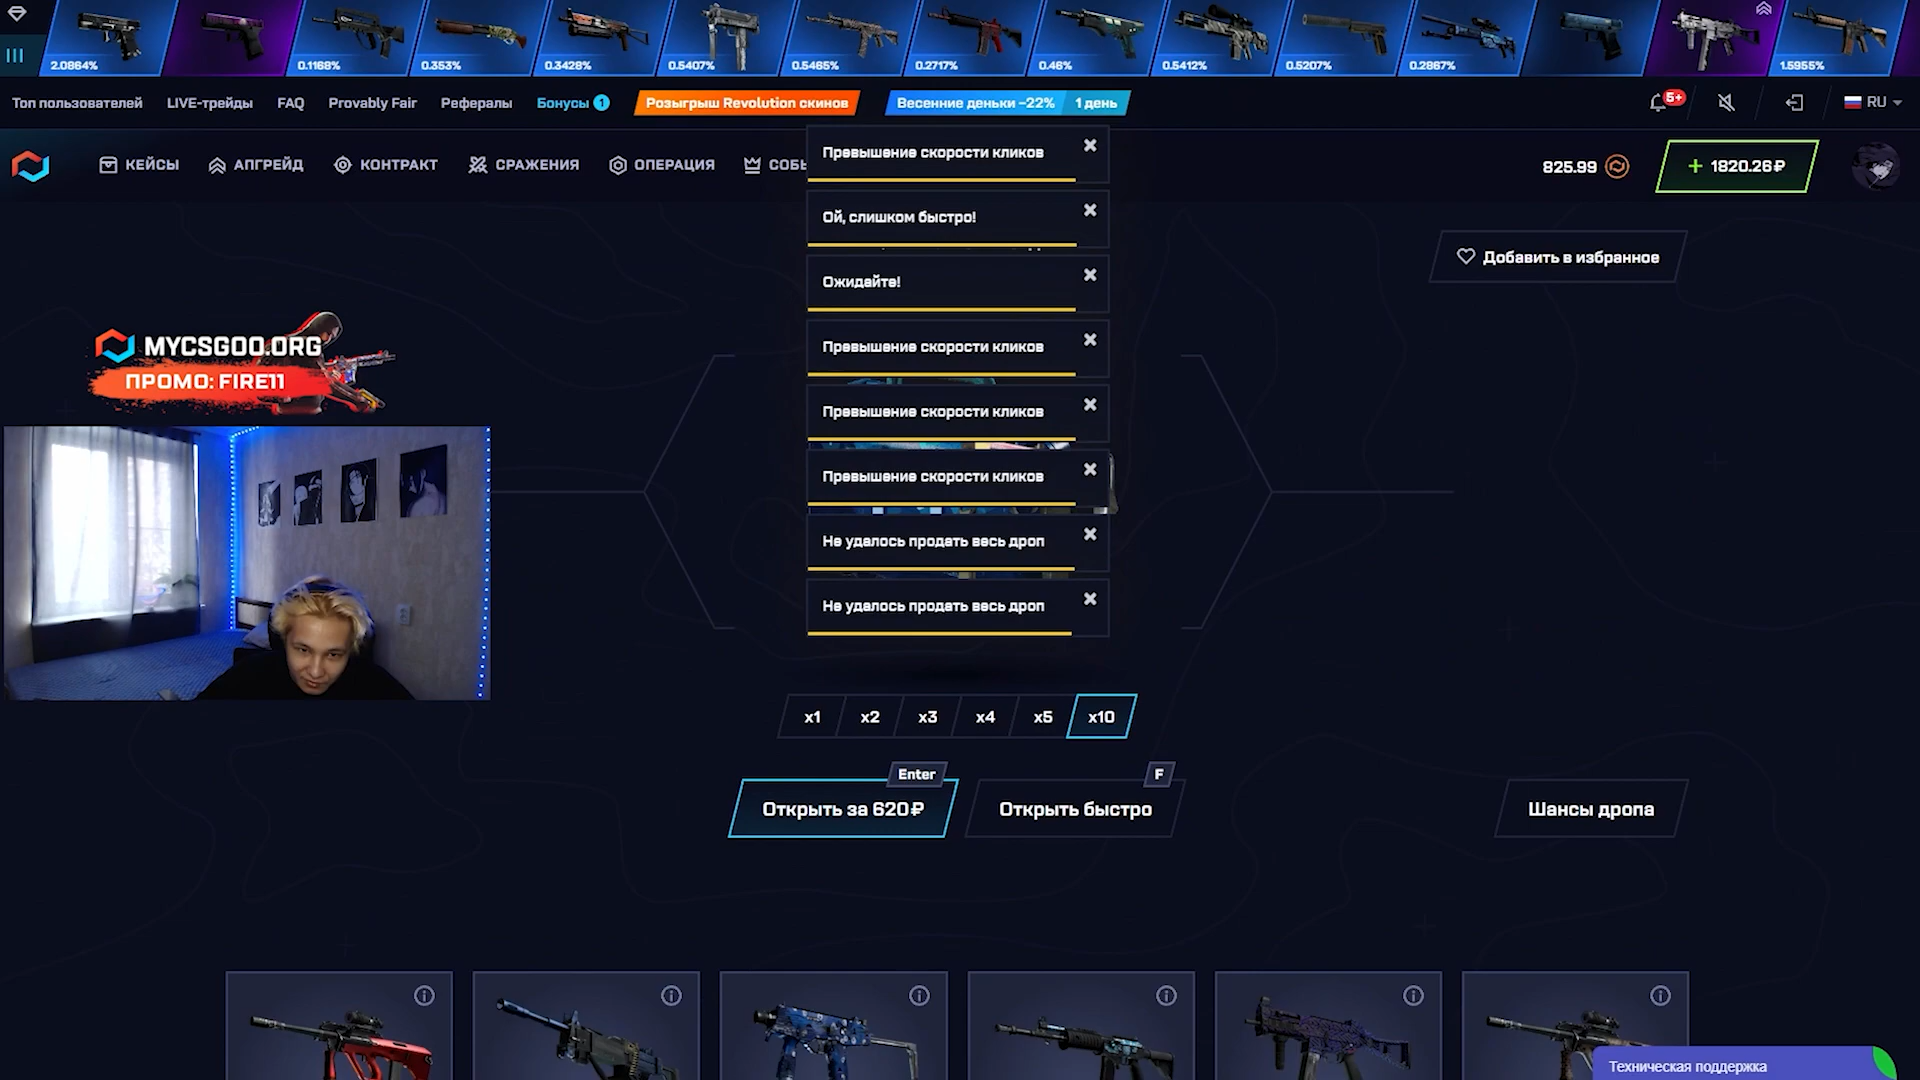 2.0864%
0.1168%
0.353%
0.3428%
0.5407%
0.5465%
0.2717%
0.46%
0.5412%
0.5207%
0.2867%
1.5955%
Топ пользователей
LIVE-трейды
FAQ
Provably Fair
Рефералы
Бонусы 1
Розыгрыш Revolution скинов
Весенние деньки −22% 1 день
5+
RU
КЕЙСЫ
АПГРЕЙД
КОНТРАКТ
СРАЖЕНИЯ
ОПЕРАЦИЯ
СОБЫ
825.99
+ 1820.26₽
Превышение скорости кликов
Ой, слишком быстро!
Ожидайте!
Превышение скорости кликов
Превышение скорости кликов
Превышение скорости кликов
Не удалось продать весь дроп
Не удалось продать весь дроп
Добавить в избранное
MYCSGOO.ORG
ПРОМО: FIRE11
x1
x2
x3
x4
x5
x10
Enter
F
Открыть за 620₽
Открыть быстро
Шансы дропа
Техническая поддержка